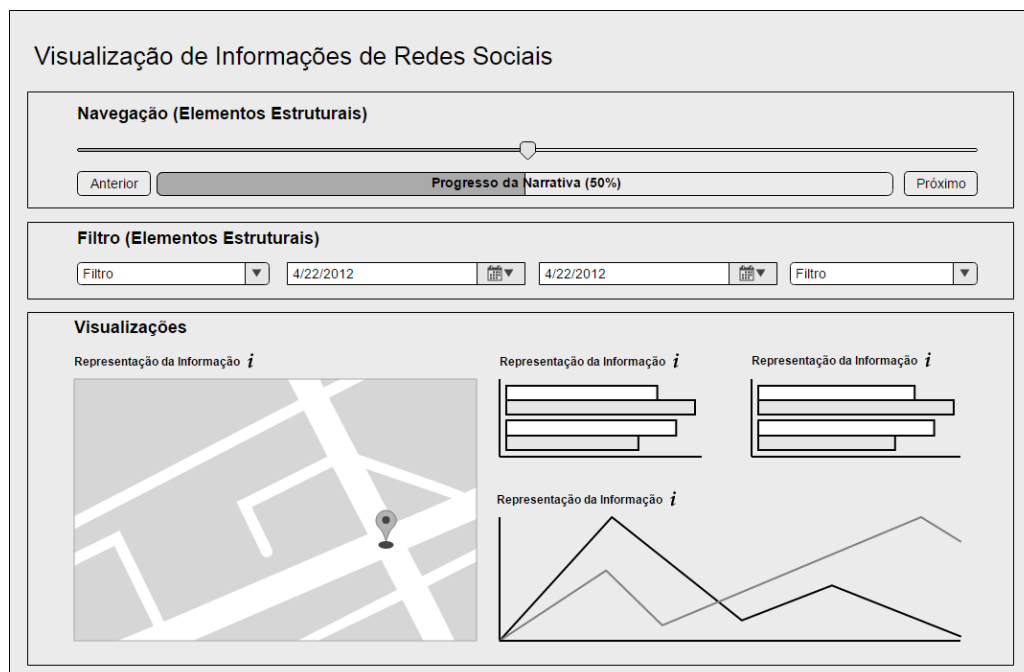 Visualização de Informações de Redes Sociais
Navegação (Elementos Estruturais)
Anterior
Progresso da Narrativa (50%)
Próximo
Filtro (Elementos Estruturais)
Filtro
4/22/2012
4/22/2012
Filtro
Visualizações
Representação da Informação i
Representação da Informação i
Representação da Informação i
Representação da Informação i